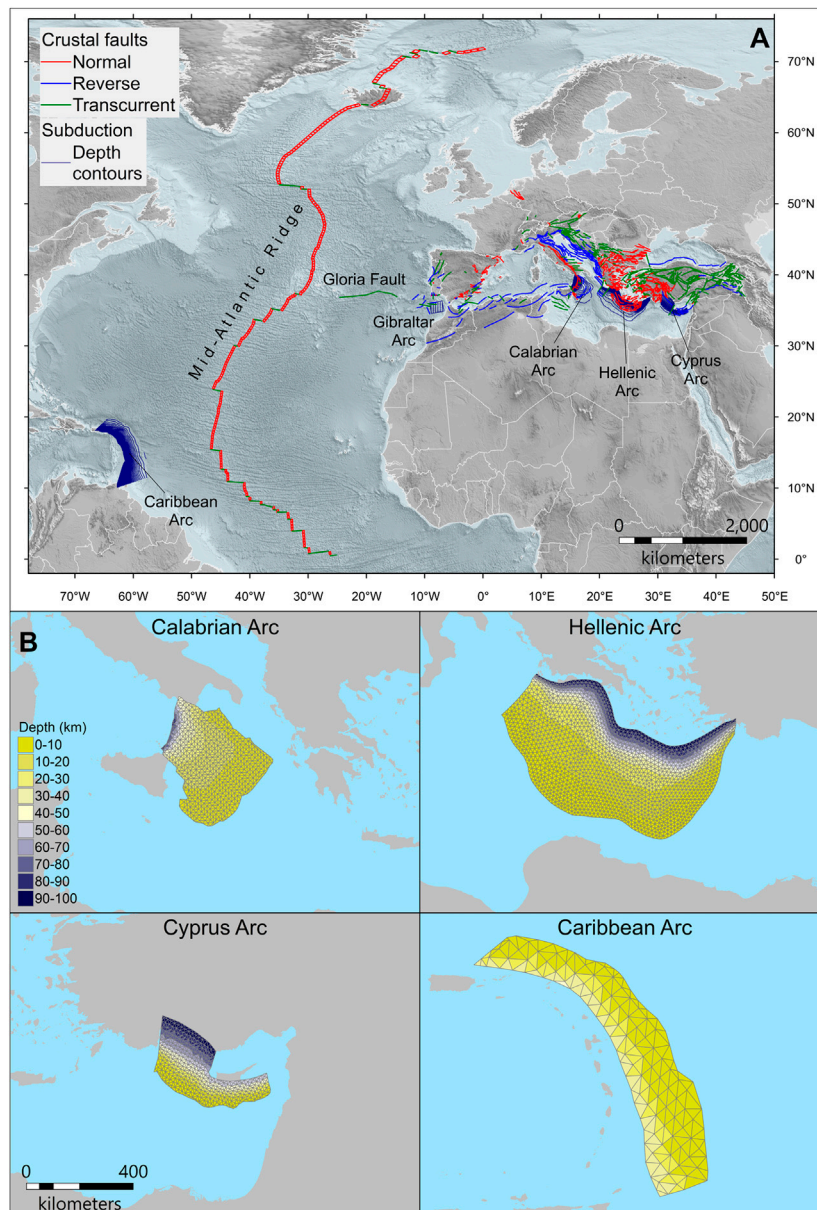 A
Crustal faults
Normal
Reverse
Transcurrent
Subduction
Depth
contours
Mid-Atlantic Ridge
Gloria Fault
Gibraltar
Arc
Calabrian
Arc
Hellenic
Arc
Cyprus
Arc
Caribbean
Arc
0 2,000
kilometers
70°N
60°N
50°N
40°N
30°N
20°N
10°N
0°
70°W 60°W 50°W 40°W 30°W 20°W 10°W 0° 10°E 20°E 30°E 40°E 50°E
B
Calabrian Arc
Depth (km)
0-10
10-20
20-30
30-40
40-50
50-60
60-70
70-80
80-90
90-100
Hellenic Arc
Cyprus Arc
0 400
kilometers
Caribbean Arc